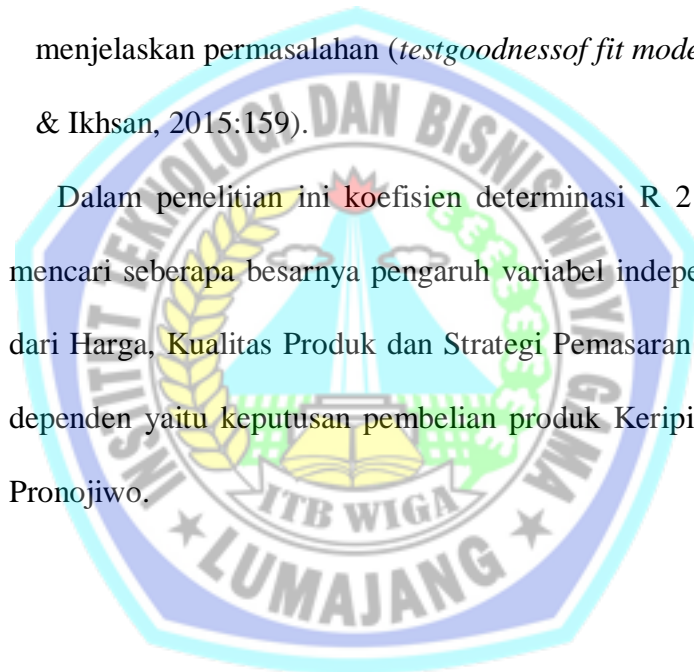 menjelaskan permasalahan (testgoodnessof fit mode
& Ikhsan, 2015:159).
Dalam penelitian ini koefisien determinasi R 2
mencari seberapa besarnya pengaruh variabel indepe
dari Harga, Kualitas Produk dan Strategi Pemasaran
dependen yaitu keputusan pembelian produk Keripi
Pronojiwo.
INSTITUT TEKNOLOGI DAN BISNIS WIDYA GAMA
ITB WIGA
LUMAJANG